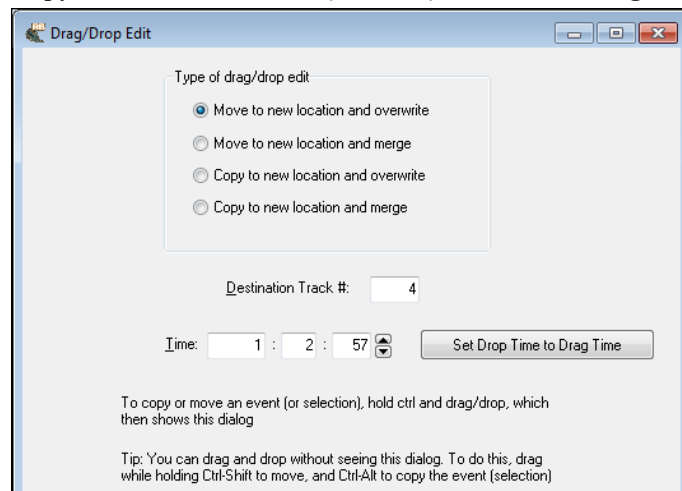 Drag/Drop Edit
Type of drag/drop edit
Move to new location and overwrite
Move to new location and merge
Copy to new location and overwrite
Copy to new location and merge
Destination Track #: 4
Time: 1 : 2 : 57 Set Drop Time to Drag Time
To copy or move an event (or selection), hold ctrl and drag/drop, which
then shows this dialog
Tip: You can drag and drop without seeing this dialog. To do this, drag
while holding Ctrl-Shift to move, and Ctrl-Alt to copy the event (selection)